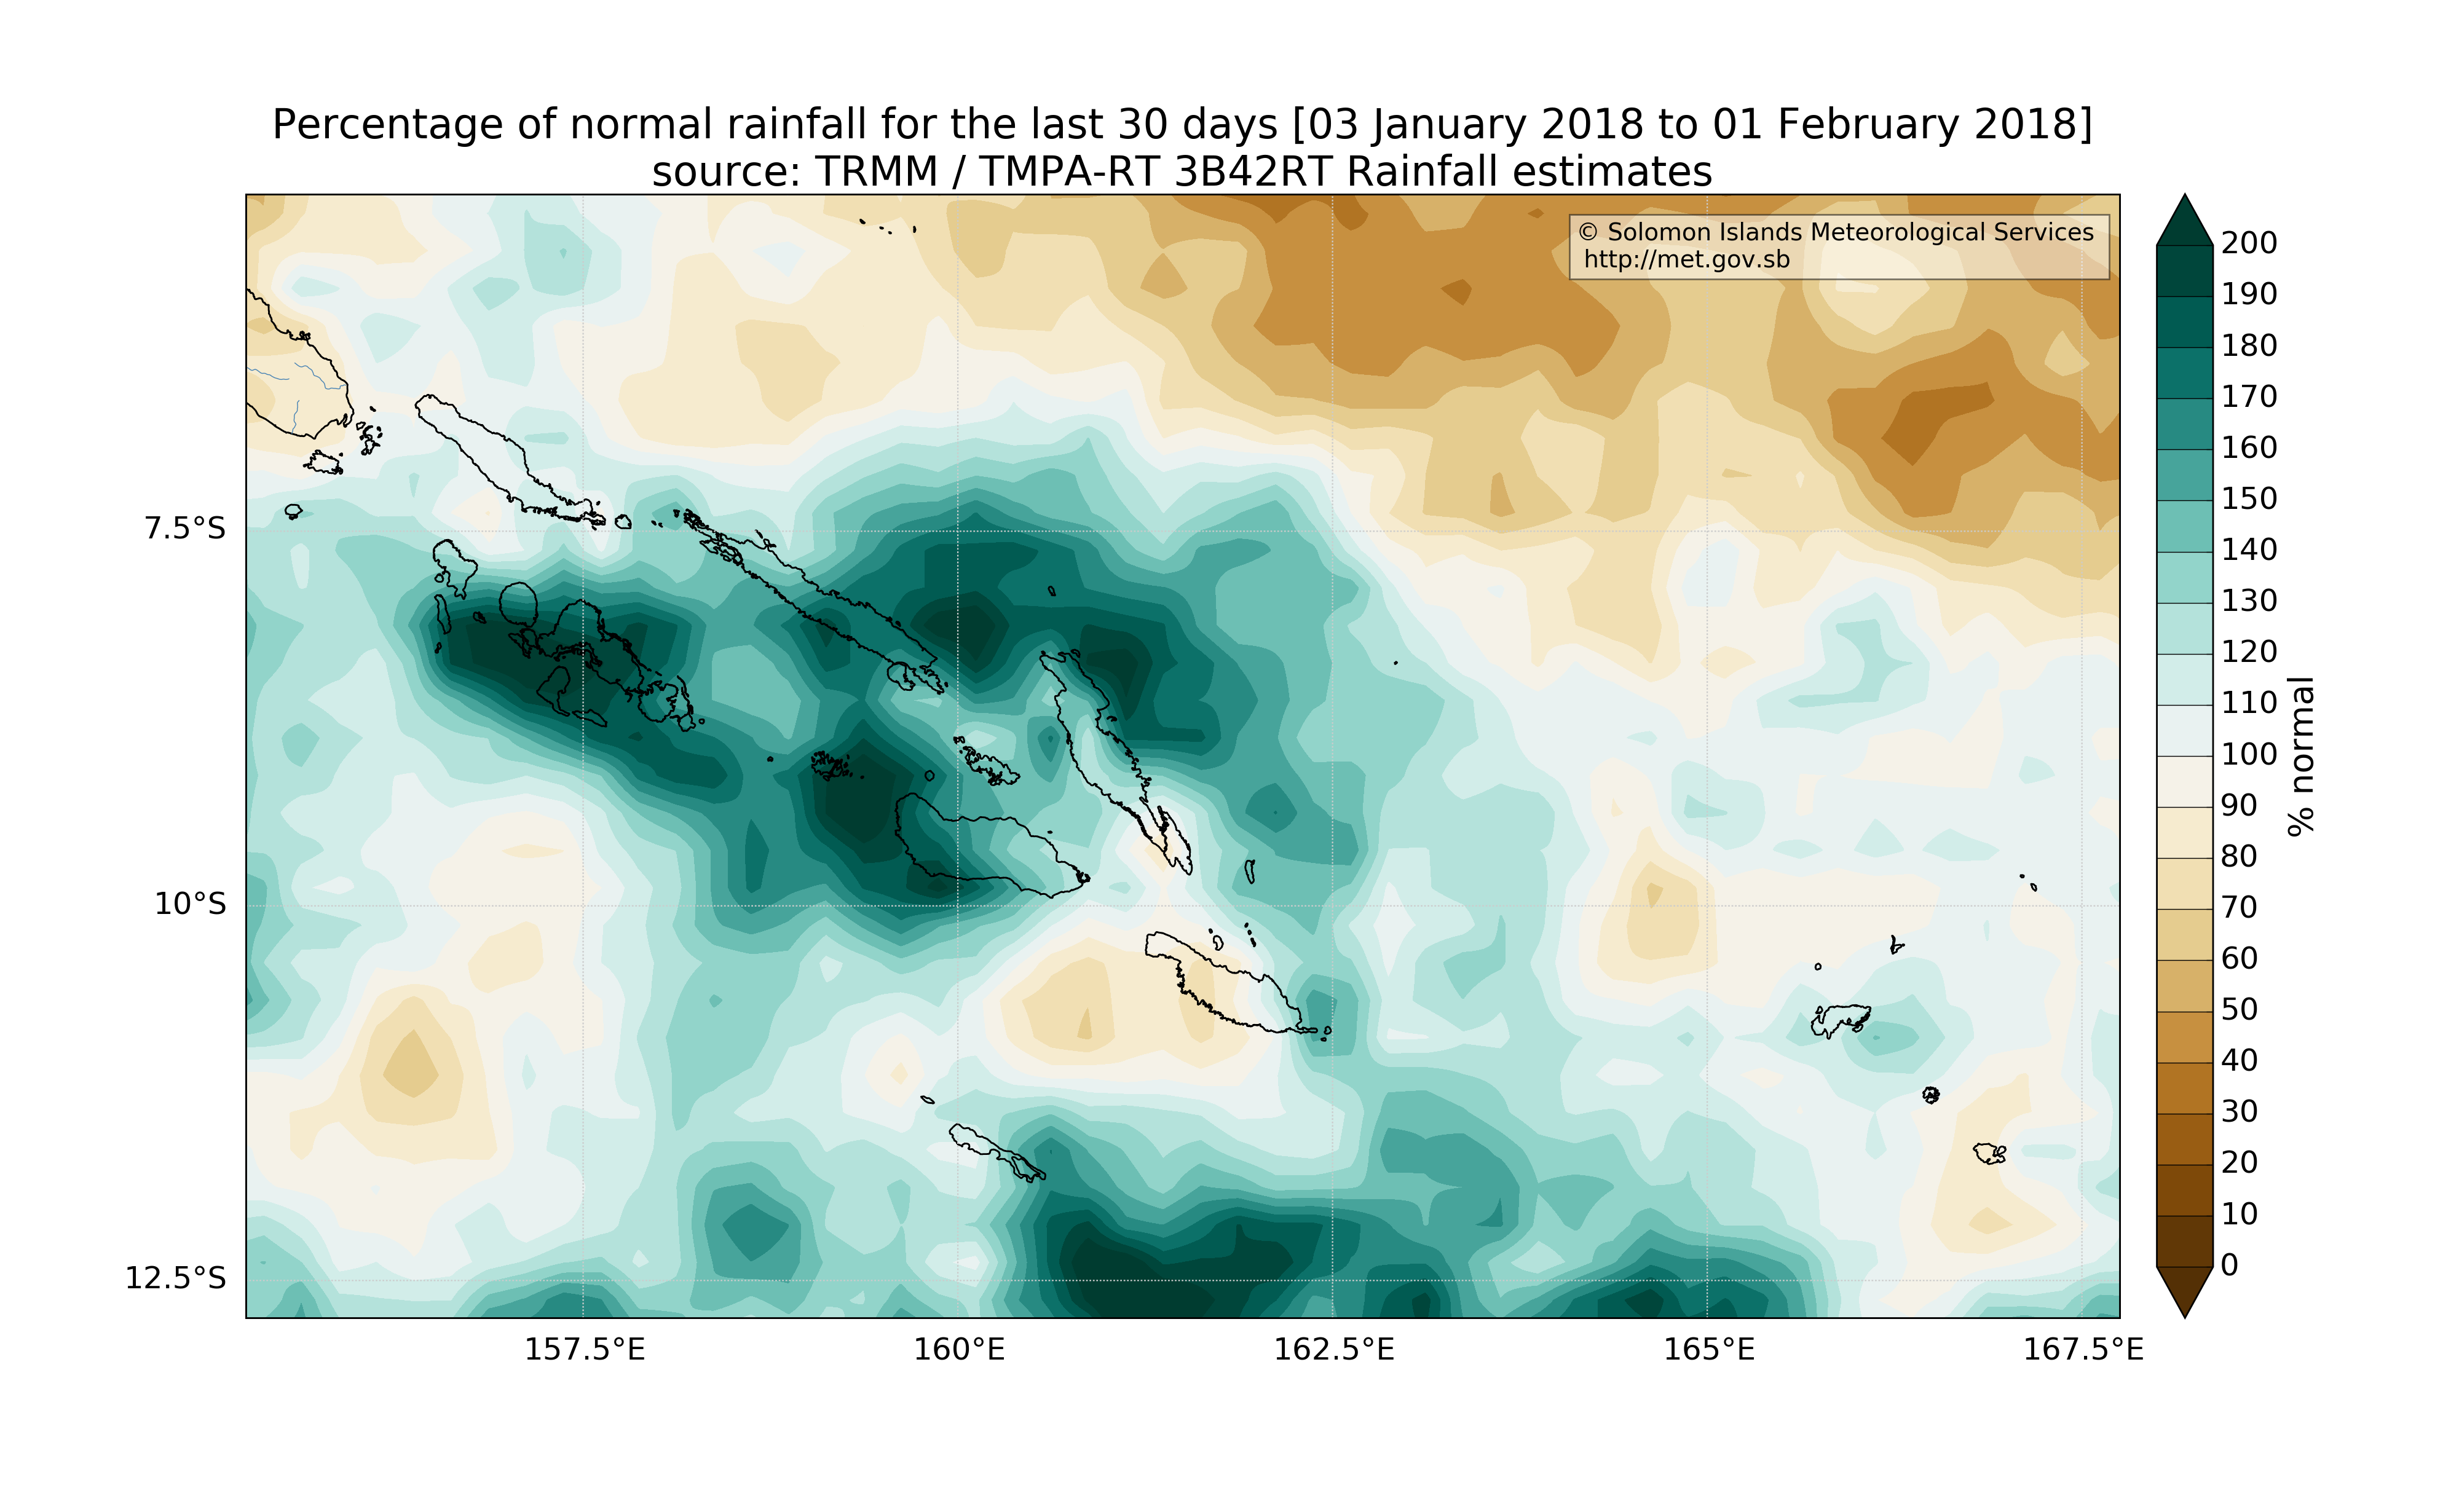 Percentage of normal rainfall for the last 30 days [03 January 2018 to 01 February 2018]
source: TRMM / TMPA-RT 3B42RT Rainfall estimates
© Solomon Islands Meteorological Services
http://met.gov.sb
7.5°S
10°S
12.5°S
157.5°E
160°E
162.5°E
165°E
167.5°E
200
190
180
170
160
150
140
130
120
110
100
90
80
70
60
50
40
30
20
10
0
% normal